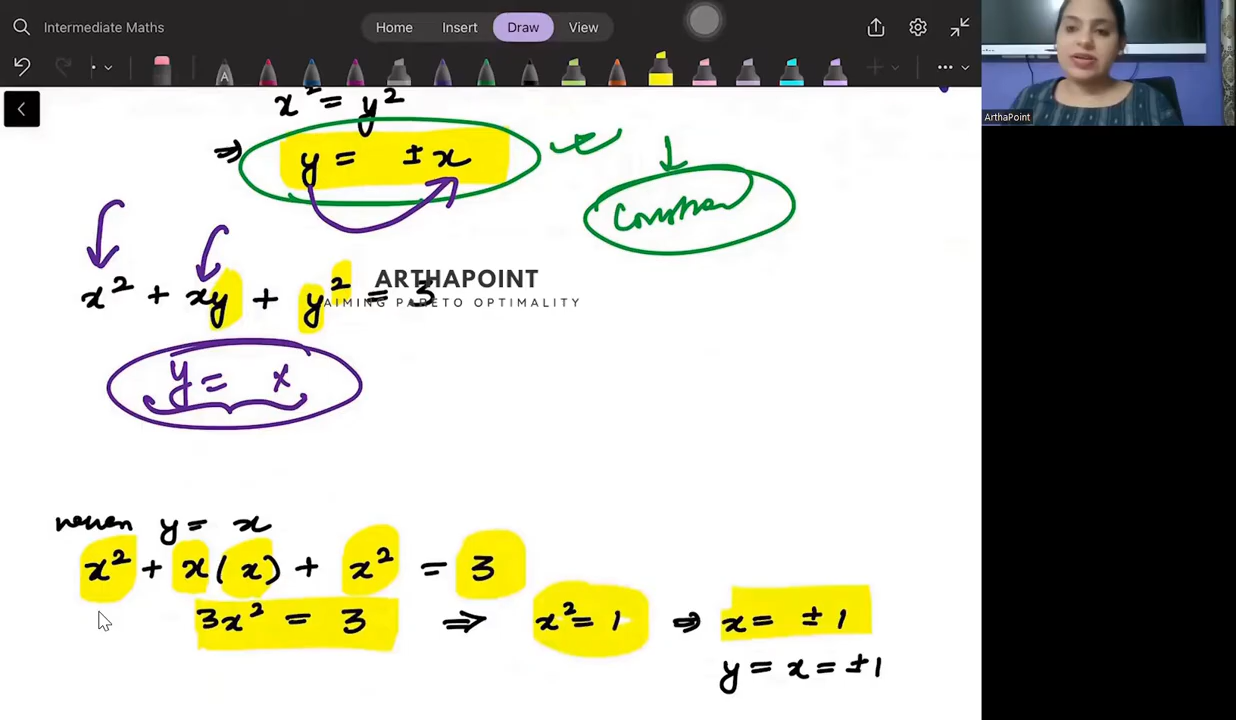 Intermediate Maths
Home Insert Draw View
ArthaPoint
x² = y²
⇒ y = ± x
Constran
x² + xy + y² = 3
ARTHAPOINT
AIMING PARETO OPTIMALITY
y = x
when y = x
x² + x(x) + x² = 3
3x² = 3 ⇒ x² = 1 ⇒ x = ± 1
y = x = ±1